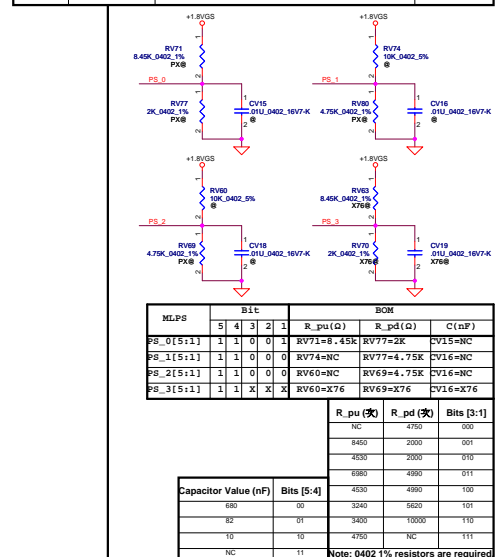 +1.8VGS
+1.8VGS
RV71
8.45K_0402_1%
PX@
RV74
10K_0402_5%
@
PS_0
PS_1
RV77
2K_0402_1%
PX@
CV15
.01U_0402_16V7-K
@
RV80
4.75K_0402_1%
PX@
CV16
.01U_0402_16V7-K
@
+1.8VGS
+1.8VGS
RV60
10K_0402_5%
@
RV63
8.45K_0402_1%
X76@
PS_2
PS_3
RV69
4.75K_0402_1%
PX@
CV18
.01U_0402_16V7-K
@
RV70
2K_0402_1%
X76@
CV19
.01U_0402_16V7-K
X76@
MLPS Bit BOM
5 4 3 2 1 R_pu(Ω) R_pd(Ω) C(nF)
PS_0[5:1] 1 1 0 0 1 RV71=8.45k RV77=2K CV15=NC
PS_1[5:1] 1 1 0 0 0 RV74=NC RV77=4.75K CV16=NC
PS_2[5:1] 1 1 0 0 0 RV60=NC RV69=4.75K CV16=NC
PS_3[5:1] 1 1 X X X RV60=X76 RV69=X76 CV16=X76
R_pu (次) R_pd (次) Bits [3:1]
NC 4750 000
8450 2000 001
4530 2000 010
6980 4990 011
4530 4990 100
3240 5620 101
3400 10000 110
4750 NC 111
Note: 0402 1% resistors are required
Capacitor Value (nF) Bits [5:4]
680 00
82 01
10 10
NC 11